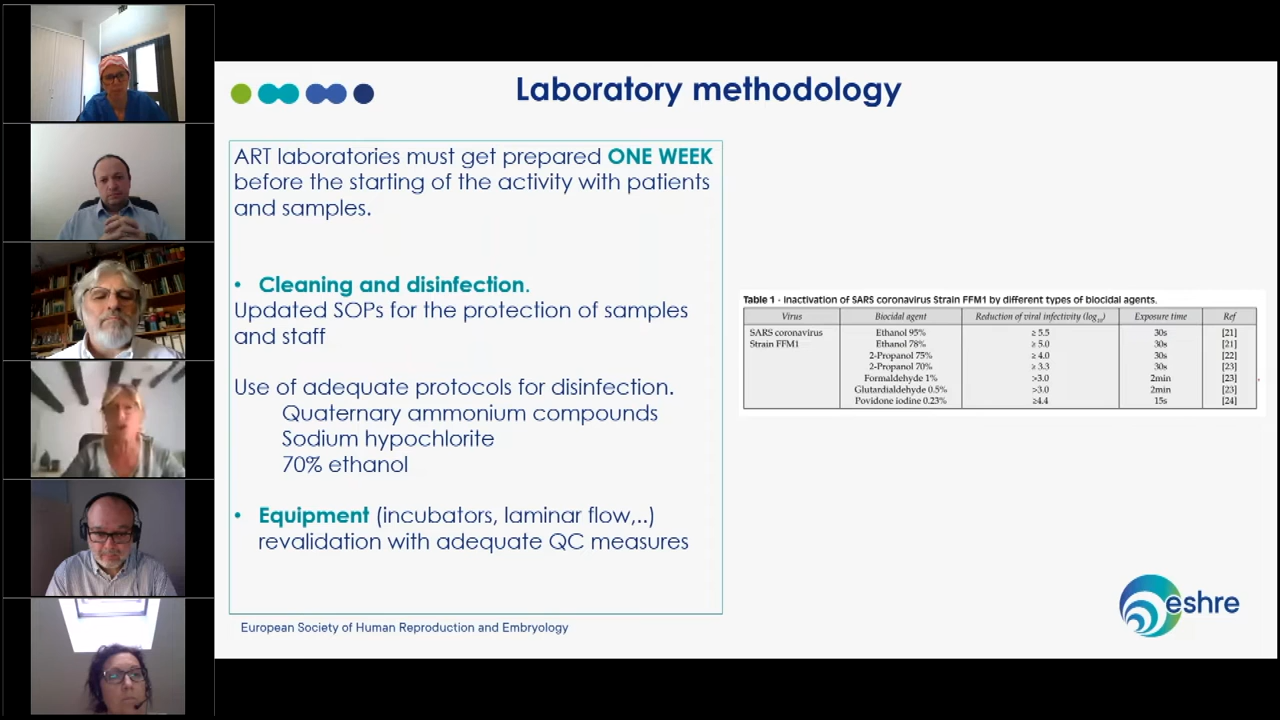 Laboratory methodology
ART laboratories must get prepared ONE WEEK
before the starting of the activity with patients
and samples.
• Cleaning and disinfection.
Updated SOPs for the protection of samples
and staff
Use of adequate protocols for disinfection.
Quaternary ammonium compounds
Sodium hypochlorite
70% ethanol
• Equipment (incubators, laminar flow,..)
revalidation with adequate QC measures
Table 1 - Inactivation of SARS coronavirus Strain FFM1 by different types of biocidal agents.
Virus Biocidal agent Reduction of viral infectivity (log10) Exposure time Ref
SARS coronavirus Ethanol 95% ≥ 5.5 30s [21]
Strain FFM1 Ethanol 78% ≥ 5.0 30s [21]
2-Propanol 75% ≥ 4.0 30s [22]
2-Propanol 70% ≥ 3.3 30s [23]
Formaldehyde 1% >3.0 2min [23]
Glutardialdehyde 0.5% >3.0 2min [23]
Povidone iodine 0.23% ≥4.4 15s [24]
eshre
European Society of Human Reproduction and Embryology